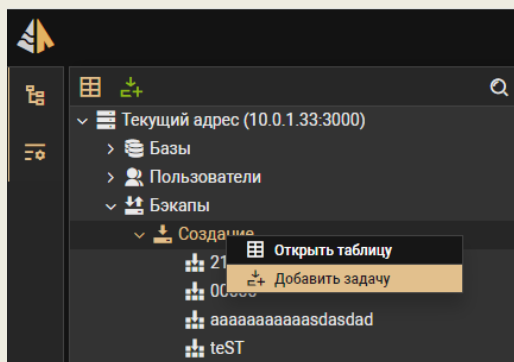 Текущий адрес (10.0.1.33:3000)
Базы
Пользователи
Бэкапы
Создание
Открыть таблицу
Добавить задачу
aaaaaaaaaaasdasdad
teST